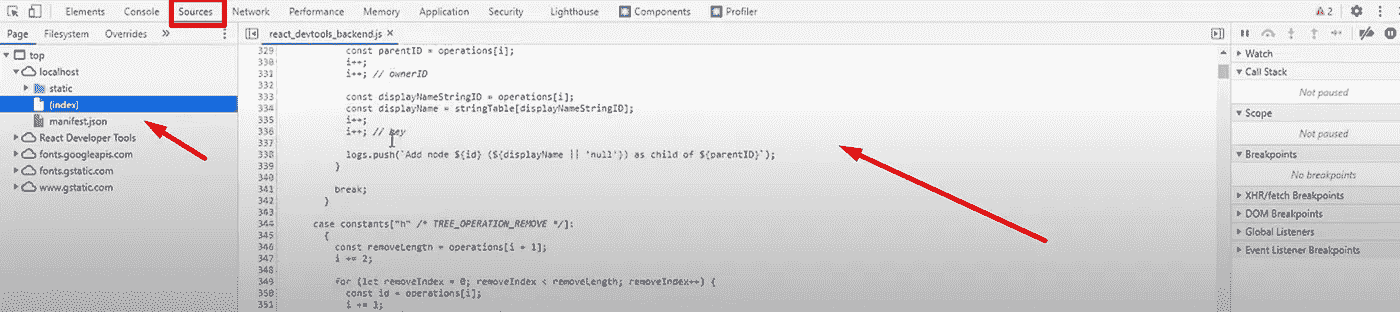 Elements Console Sources Network Performance Memory Application Security Lighthouse Components Profiler 2
Page Filesystem Overrides »
top
localhost
static
(index)
manifest.json
React Developer Tools
fonts.googleapis.com
fonts.gstatic.com
www.gstatic.com
react_devtools_backend.js ×
329 const parentID = operations[i];
330 i++;
331 i++; // ownerID
332
333 const displayNameStringID = operations[i];
334 const displayName = stringTable[displayNameStringID];
335 i++;
336 i++; // key
337
338 logs.push(`Add node ${id} (${displayName || 'null'}) as child of ${parentID}`);
339 }
340
341 break;
342 }
343
344 case constants["h" /* TREE_OPERATION_REMOVE */]:
345 {
346 const removeLength = operations[i + 1];
347 i += 2;
348
349 for (let removeIndex = 0; removeIndex < removeLength; removeIndex++) {
350 const id = operations[i];
351 i += 1;
Watch
Call Stack
Not paused
Scope
Not paused
Breakpoints
No breakpoints
XHR/fetch Breakpoints
DOM Breakpoints
Global Listeners
Event Listener Breakpoints